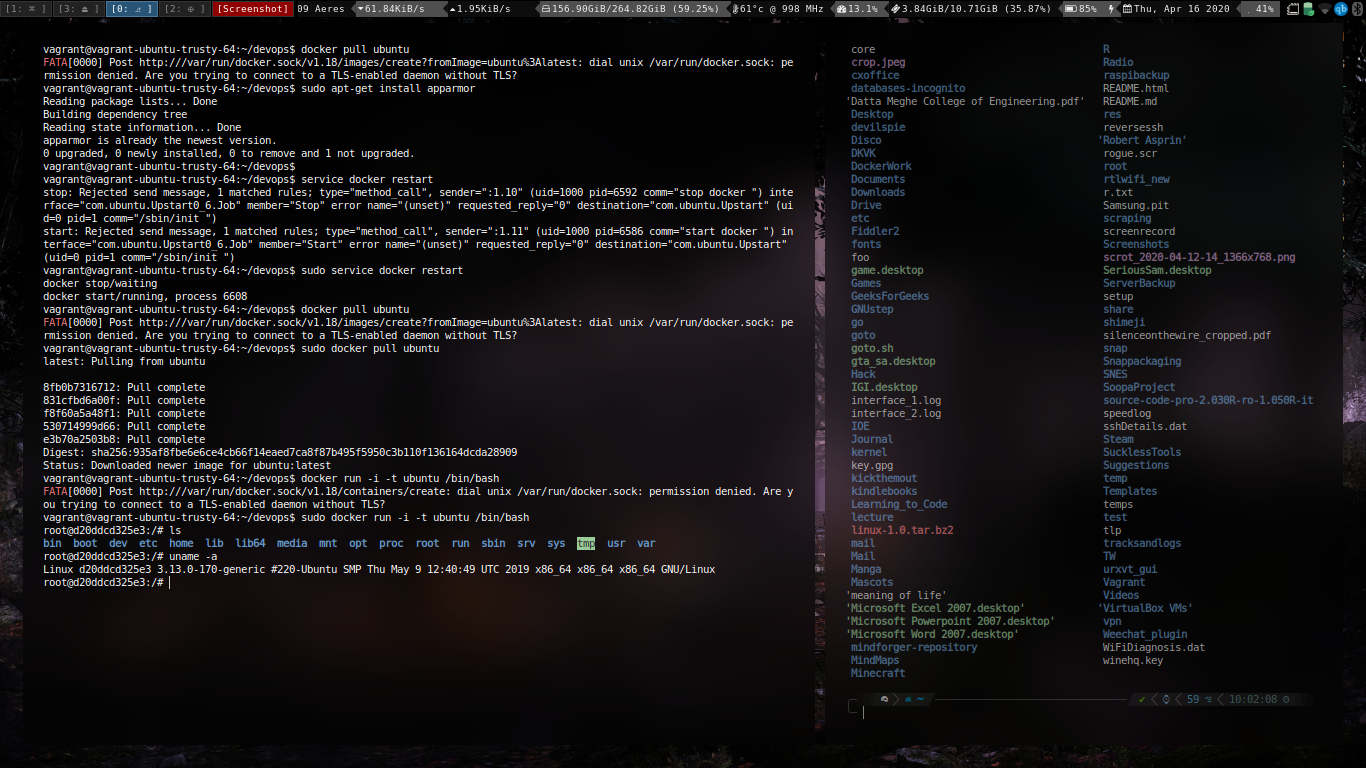 [1: ] [3: ] [0: ] [2: ] [Screenshot] 09 Aeres 61.84KiB/s 1.95KiB/s 156.90GiB/264.82GiB (59.25%) 61°c @ 998 MHz 13.1% 3.84GiB/10.71GiB (35.87%) 85% Thu, Apr 16 2020 41%
vagrant@vagrant-ubuntu-trusty-64:~/devops$ docker pull ubuntu
FATA[0000] Post http:///var/run/docker.sock/v1.18/images/create?fromImage=ubuntu%3Alatest: dial unix /var/run/docker.sock: pe
rmission denied. Are you trying to connect to a TLS-enabled daemon without TLS?
vagrant@vagrant-ubuntu-trusty-64:~/devops$ sudo apt-get install apparmor
Reading package lists... Done
Building dependency tree
Reading state information... Done
apparmor is already the newest version.
0 upgraded, 0 newly installed, 0 to remove and 1 not upgraded.
vagrant@vagrant-ubuntu-trusty-64:~/devops$
vagrant@vagrant-ubuntu-trusty-64:~/devops$ service docker restart
stop: Rejected send message, 1 matched rules; type="method_call", sender=":1.10" (uid=1000 pid=6592 comm="stop docker ") inte
rface="com.ubuntu.Upstart0_6.Job" member="Stop" error name="(unset)" requested_reply="0" destination="com.ubuntu.Upstart" (ui
d=0 pid=1 comm="/sbin/init ")
start: Rejected send message, 1 matched rules; type="method_call", sender=":1.11" (uid=1000 pid=6586 comm="start docker ") in
terface="com.ubuntu.Upstart0_6.Job" member="Start" error name="(unset)" requested_reply="0" destination="com.ubuntu.Upstart"
(uid=0 pid=1 comm="/sbin/init ")
vagrant@vagrant-ubuntu-trusty-64:~/devops$ sudo service docker restart
docker stop/waiting
docker start/running, process 6608
vagrant@vagrant-ubuntu-trusty-64:~/devops$ docker pull ubuntu
FATA[0000] Post http:///var/run/docker.sock/v1.18/images/create?fromImage=ubuntu%3Alatest: dial unix /var/run/docker.sock: pe
rmission denied. Are you trying to connect to a TLS-enabled daemon without TLS?
vagrant@vagrant-ubuntu-trusty-64:~/devops$ sudo docker pull ubuntu
latest: Pulling from ubuntu
8fb0b7316712: Pull complete
831cfbd6a00f: Pull complete
f8f60a5a48f1: Pull complete
530714999d66: Pull complete
e3b70a2503b8: Pull complete
Digest: sha256:935af8fbe6e6ce4cb66f14eaed7ca8f87b495f5950c3b110f136164dcda28909
Status: Downloaded newer image for ubuntu:latest
vagrant@vagrant-ubuntu-trusty-64:~/devops$ docker run -i -t ubuntu /bin/bash
FATA[0000] Post http:///var/run/docker.sock/v1.18/containers/create: dial unix /var/run/docker.sock: permission denied. Are y
ou trying to connect to a TLS-enabled daemon without TLS?
vagrant@vagrant-ubuntu-trusty-64:~/devops$ sudo docker run -i -t ubuntu /bin/bash
root@d20ddcd325e3:/# ls
bin boot dev etc home lib lib64 media mnt opt proc root run sbin srv sys tmp usr var
root@d20ddcd325e3:/# uname -a
Linux d20ddcd325e3 3.13.0-170-generic #220-Ubuntu SMP Thu May 9 12:40:49 UTC 2019 x86_64 x86_64 x86_64 GNU/Linux
root@d20ddcd325e3:/#
core R
crop.jpeg Radio
cxoffice raspibackup
databases-incognito README.html
'Datta Meghe College of Engineering.pdf' README.md
Desktop res
devilspie reversessh
Disco 'Robert Asprin'
DKVK rogue.scr
DockerWork root
Documents rtlwifi_new
Downloads r.txt
Drive Samsung.pit
etc scraping
Fiddler2 screenrecord
fonts Screenshots
foo scrot_2020-04-12-14_1366x768.png
game.desktop SeriousSam.desktop
Games ServerBackup
GeeksForGeeks setup
GNUstep share
go shimeji
goto silenceonthewire_cropped.pdf
goto.sh snap
gta_sa.desktop Snappackaging
Hack SNES
IGI.desktop SoopaProject
interface_1.log source-code-pro-2.030R-ro-1.050R-it
interface_2.log speedlog
IOE sshDetails.dat
Journal Steam
kernel SucklessTools
key.gpg Suggestions
kickthemout temp
kindlebooks Templates
Learning_to_Code temps
lecture test
linux-1.0.tar.bz2 tlp
mail tracksandlogs
Mail TW
Manga urxvt_gui
Mascots Vagrant
'meaning of life' Videos
'Microsoft Excel 2007.desktop' 'VirtualBox VMs'
'Microsoft Powerpoint 2007.desktop' vpn
'Microsoft Word 2007.desktop' Weechat_plugin
mindforger-repository WiFiDiagnosis.dat
MindMaps winehq.key
Minecraft
~ 59 10:02:08